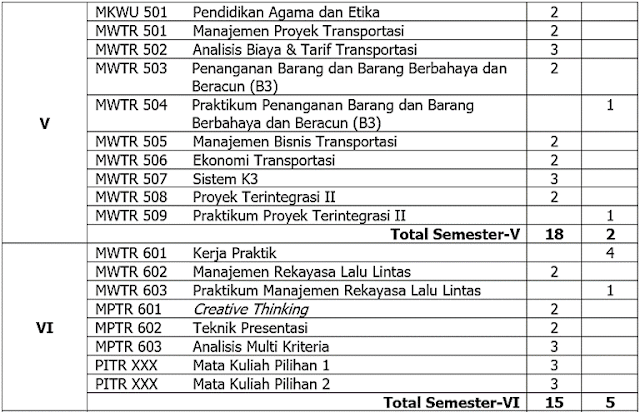 MKWU 501 Pendidikan Agama dan Etika 2
MWTR 501 Manajemen Proyek Transportasi 2
MWTR 502 Analisis Biaya & Tarif Transportasi 3
MWTR 503 Penanganan Barang dan Barang Berbahaya dan 2
Beracun (B3)
MWTR 504 Praktikum Penanganan Barang dan Barang 1
V
Berbahaya dan Beracun (B3)
MWTR 505 Manajemen Bisnis Transportasi 2
MWTR 506 Ekonomi Transportasi 2
MWTR 507 Sistem K3 3
MWTR 508 Proyek Terintegrasi II 2
MWTR 509 Praktikum Proyek Terintegrasi II 1
Total Semester-V 18 2
MWTR 601 Kerja Praktik 4
MWTR 602 Manajemen Rekayasa Lalu Lintas 2
MWTR 603 Praktikum Manajemen Rekayasa Lalu Lintas 1
MPTR 601 Creative Thinking 2
VI
MPTR 602 Teknik Presentasi 2
MPTR 603 Analisis Multi Kriteria 3
PITR XXX Mata Kuliah Pilihan 1 3
PITR XXX Mata Kuliah Pilihan 2 3
Total Semester-VI 15 5